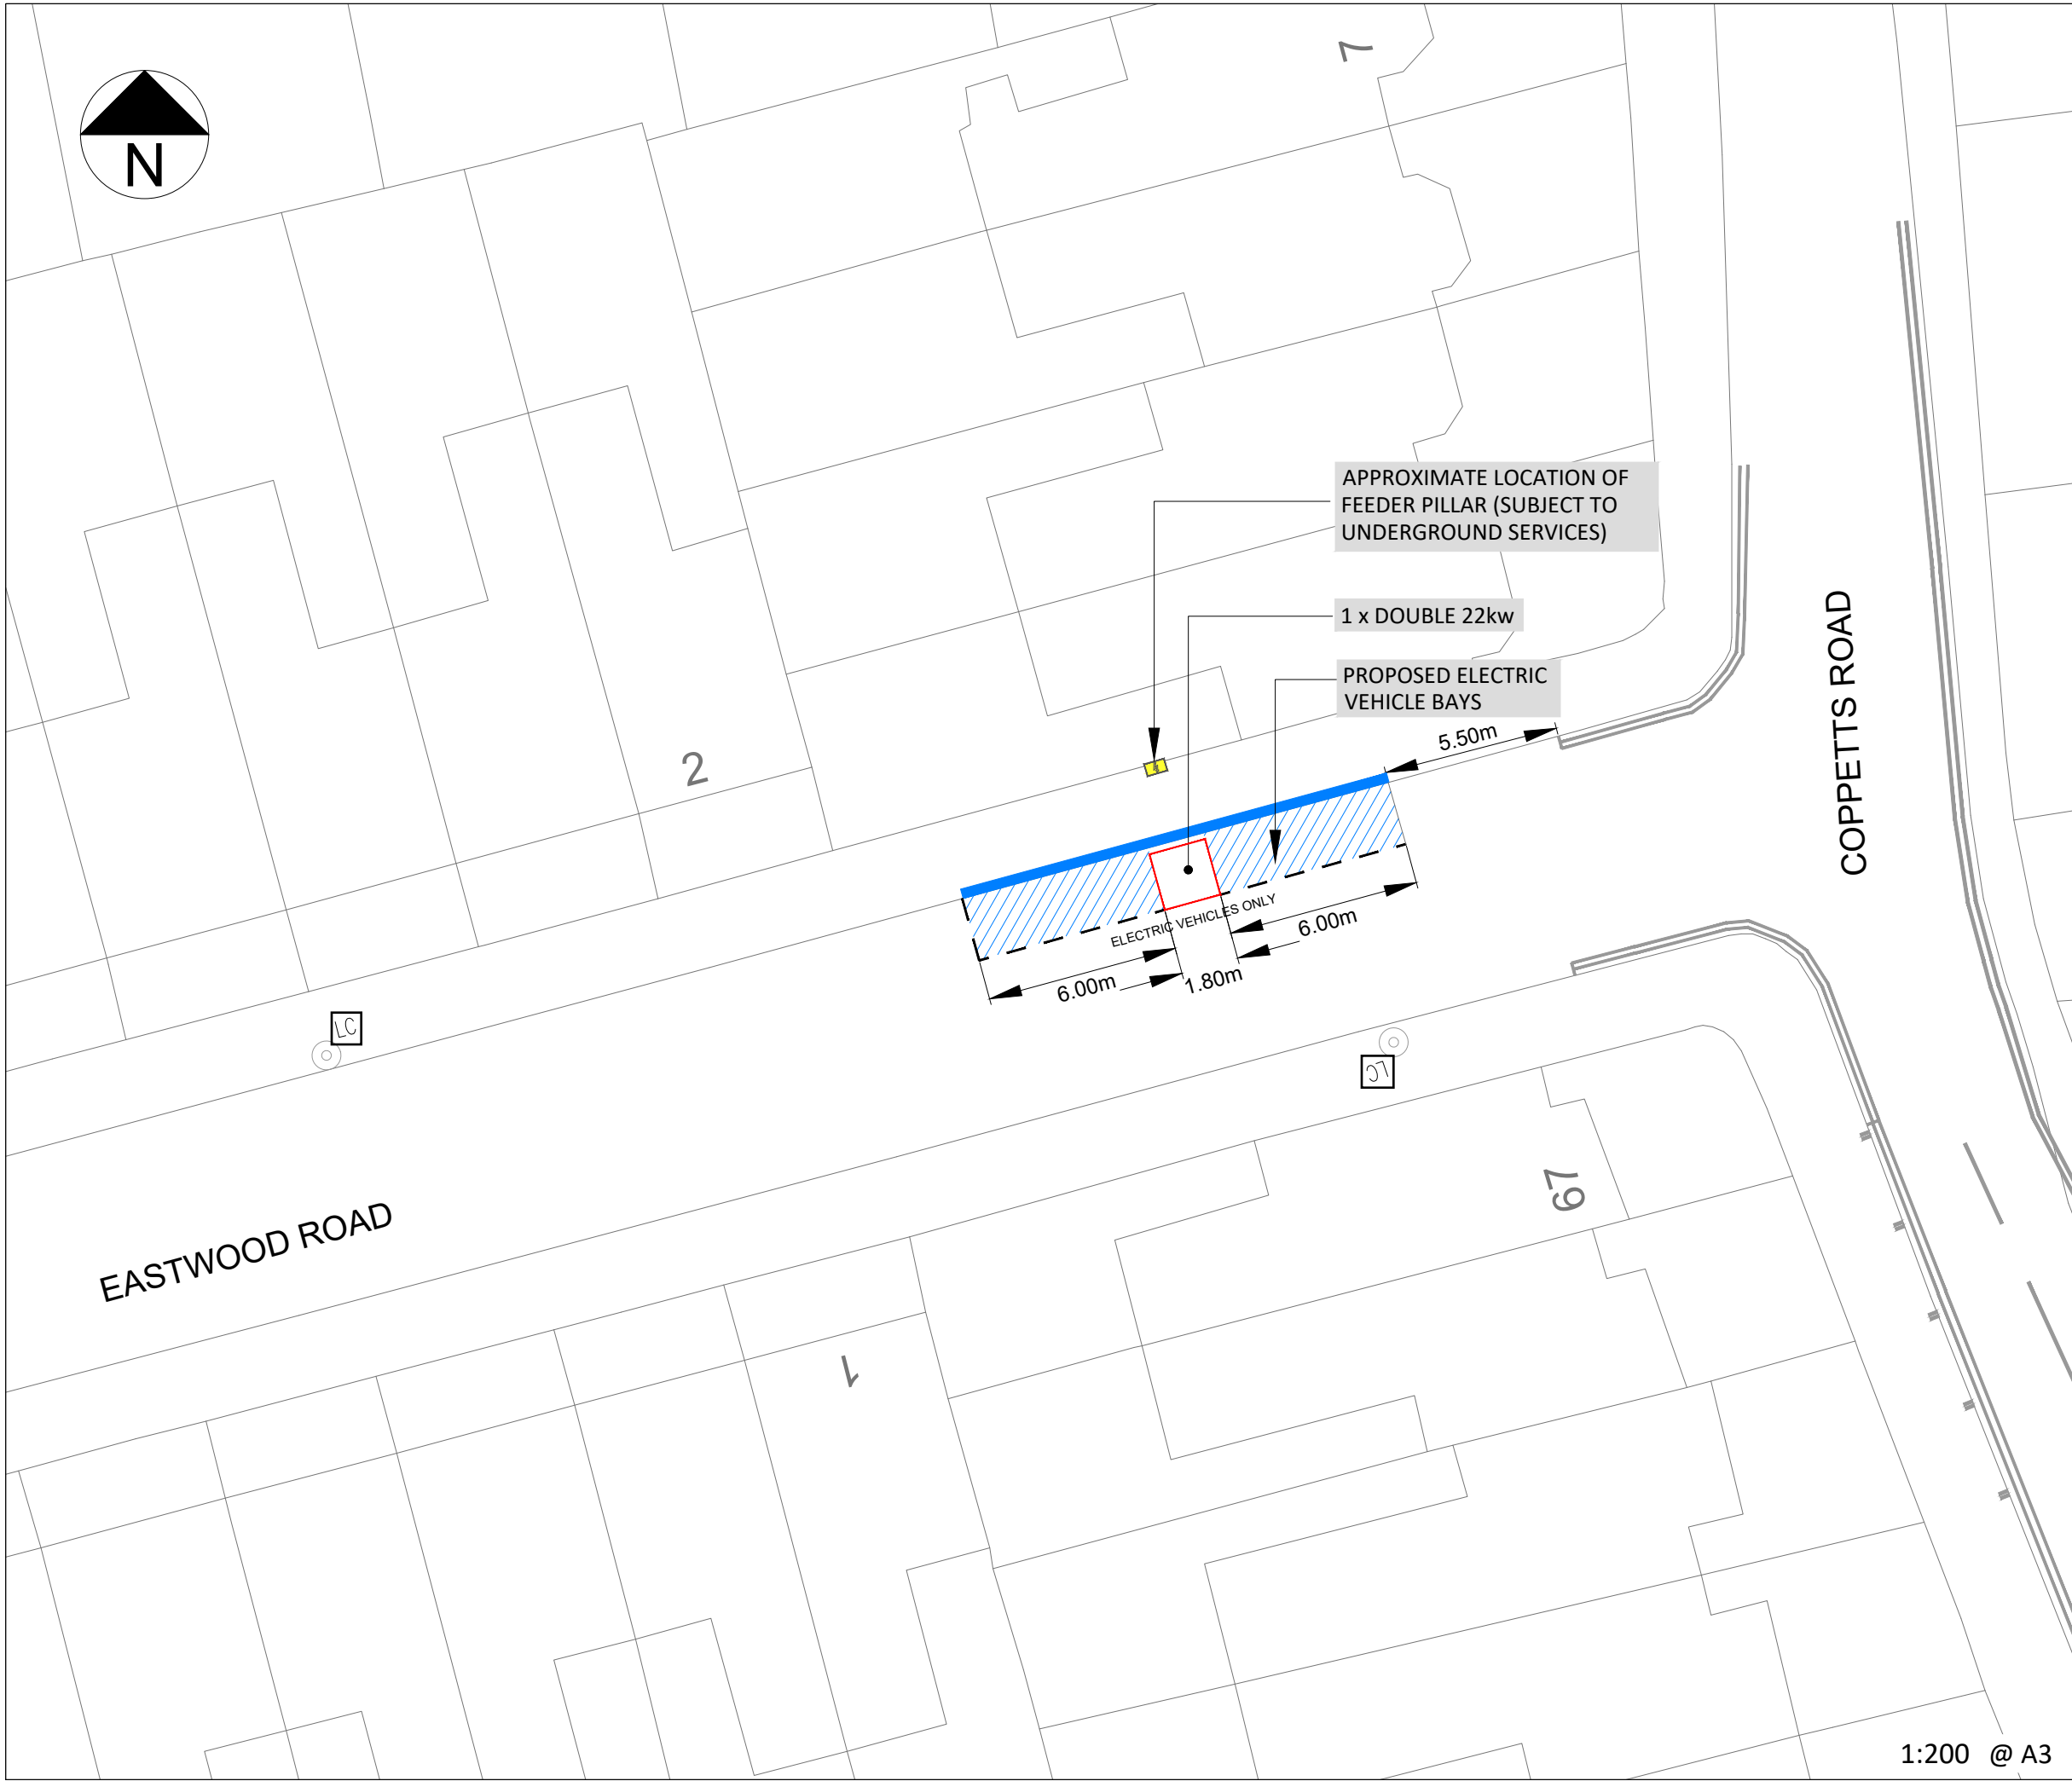 N
7
APPROXIMATE LOCATION OF
FEEDER PILLAR (SUBJECT TO
UNDERGROUND SERVICES)
1 x DOUBLE 22kw
PROPOSED ELECTRIC
VEHICLE BAYS
5.50m
COPPETTS ROAD
2
ELECTRIC VEHICLES ONLY
6.00m
6.00m
1.80m
LC
LC
EASTWOOD ROAD
67
1
1:200 @ A3